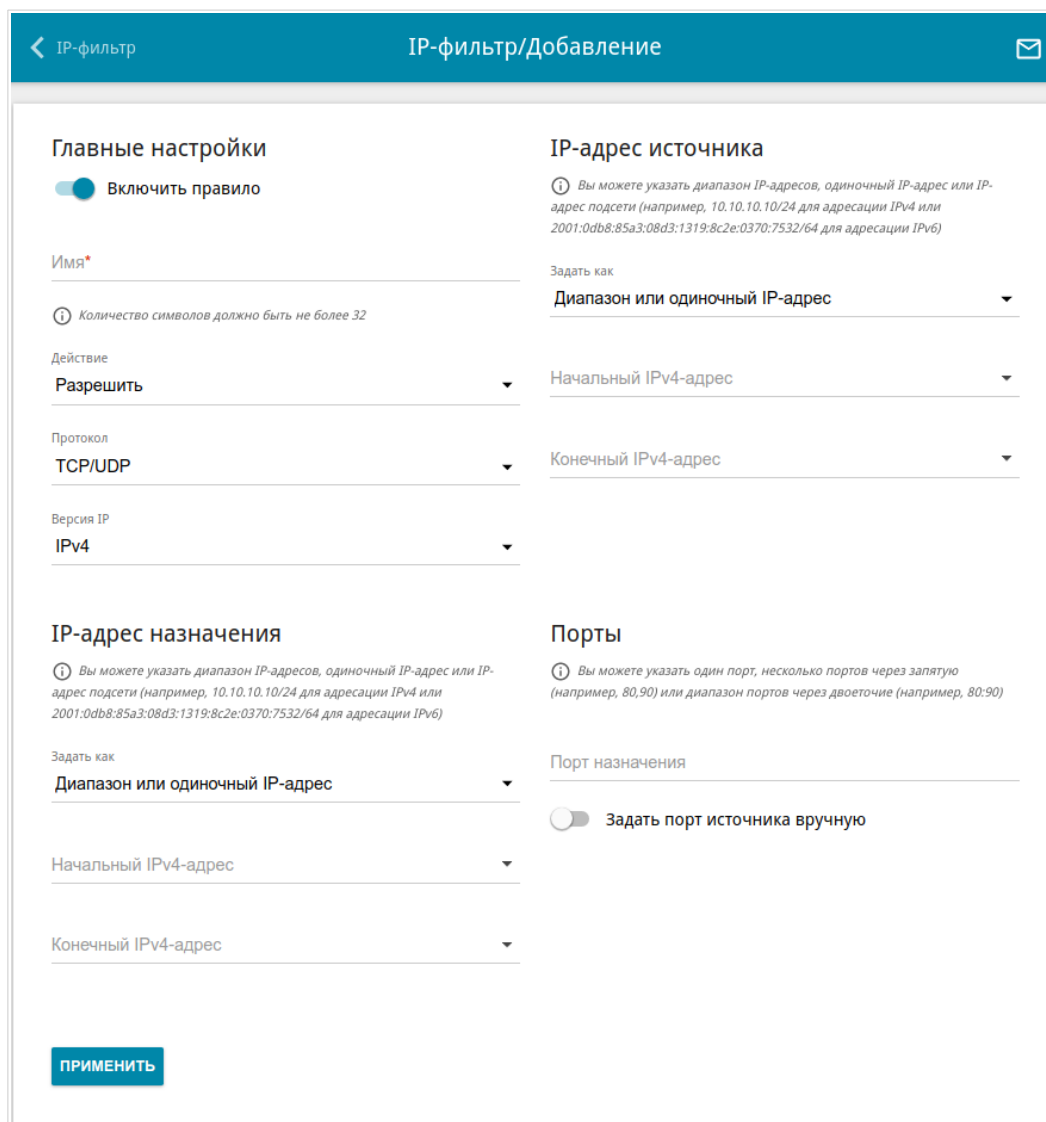 IP-фильтр
IP-фильтр/Добавление
Главные настройки
Включить правило
Имя*
Количество символов должно быть не более 32
Действие
Разрешить
Протокол
TCP/UDP
Версия IP
IPv4
IP-адрес источника
Вы можете указать диапазон IP-адресов, одиночный IP-адрес или IP-
адрес подсети (например, 10.10.10.10/24 для адресации IPv4 или
2001:0db8:85a3:08d3:1319:8c2e:0370:7532/64 для адресации IPv6)
Задать как
Диапазон или одиночный IP-адрес
Начальный IPv4-адрес
Конечный IPv4-адрес
IP-адрес назначения
Вы можете указать диапазон IP-адресов, одиночный IP-адрес или IP-
адрес подсети (например, 10.10.10.10/24 для адресации IPv4 или
2001:0db8:85a3:08d3:1319:8c2e:0370:7532/64 для адресации IPv6)
Задать как
Диапазон или одиночный IP-адрес
Начальный IPv4-адрес
Конечный IPv4-адрес
Порты
Вы можете указать один порт, несколько портов через запятую
(например, 80,90) или диапазон портов через двоеточие (например, 80:90)
Порт назначения
Задать порт источника вручную
ПРИМЕНИТЬ